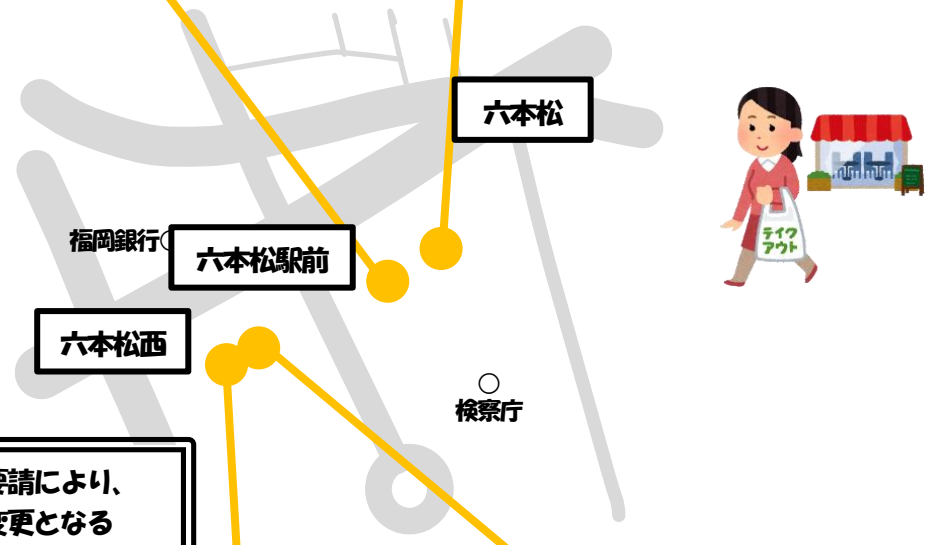 六本松
福岡銀行
六本松駅前
六本松西
検察庁
テイク
アウト
請により、
変更となる